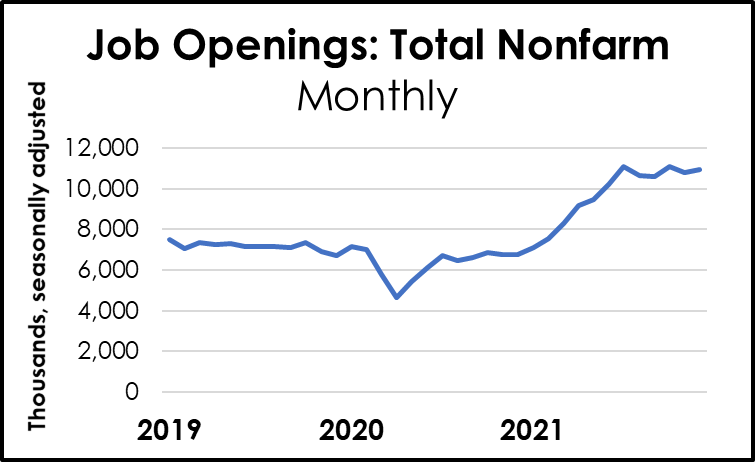 Job Openings: Total Nonfarm
Monthly
Thousands, seasonally adjusted
12,000
10,000
8,000
6,000
4,000
2,000
0
2019 2020 2021